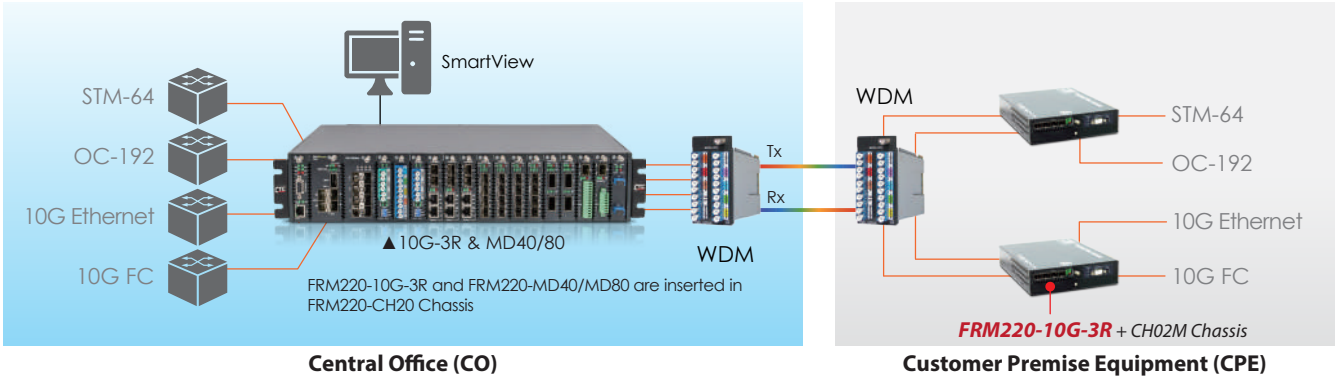 SmartView
STM-64
OC-192
10G Ethernet
10G FC
▲10G-3R & MD40/80
FRM220-10G-3R and FRM220-MD40/MD80 are inserted in
FRM220-CH20 Chassis
Tx
Rx
WDM
WDM
STM-64
OC-192
10G Ethernet
10G FC
FRM220-10G-3R + CH02M Chassis
Central Office (CO)
Customer Premise Equipment (CPE)